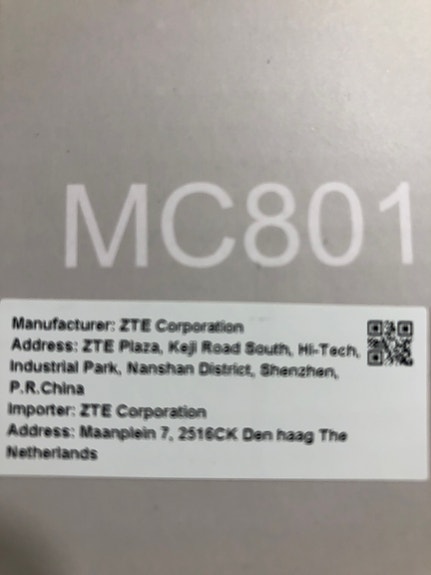 MC801
Manufacturer: ZTE Corporation
Address: ZTE Plaza, Keji Road South, Hi-Tech,
Industrial Park, Nanshan District, Shenzhen,
P.R.China
Importer: ZTE Corporation
Address: Maanplein 7, 2516CK Den haag The
Netherlands